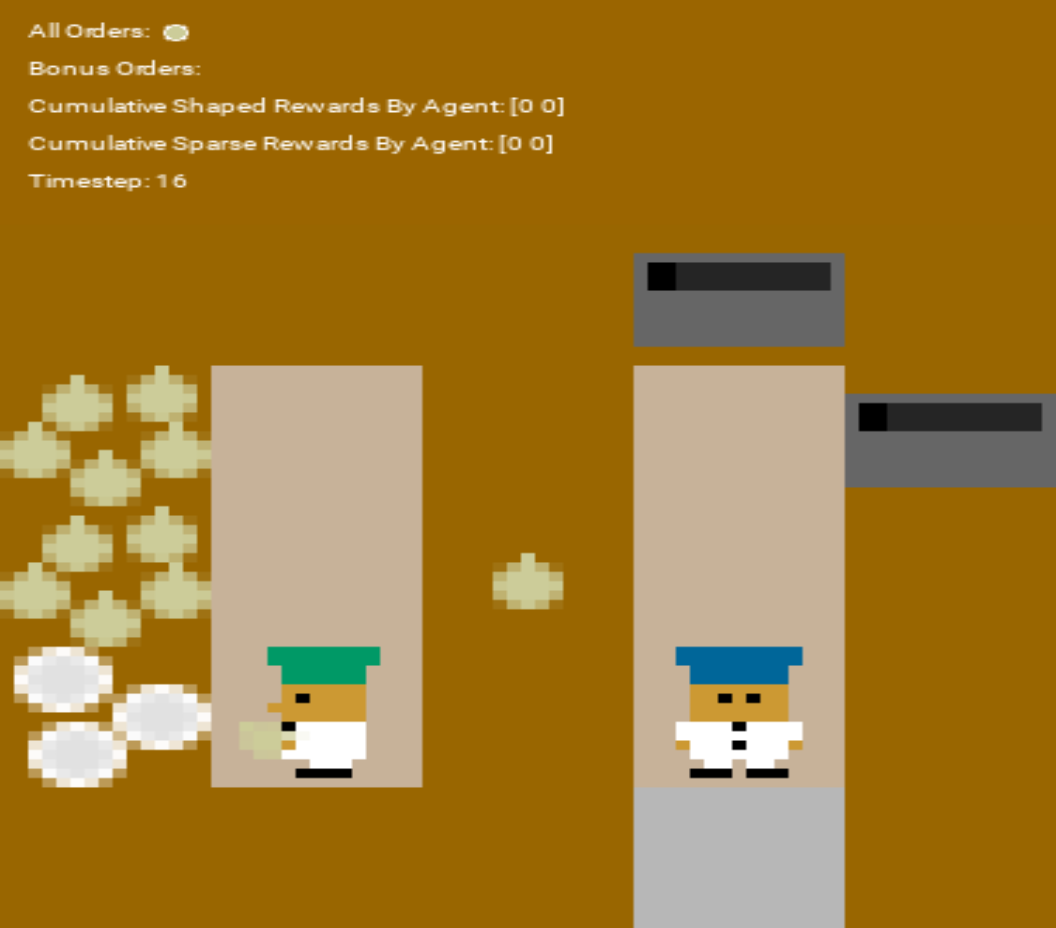 All Orders:
Bonus Orders:
Cumulative Shaped Rewards By Agent: [0 0]
Cumulative Sparse Rewards By Agent: [0 0]
Timestep: 16